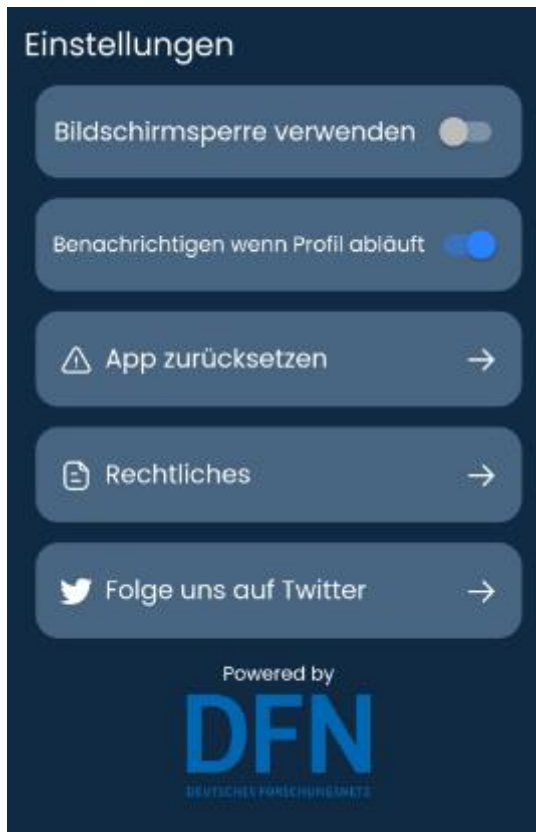 Einstellungen
Bildschirmsperre verwenden
Benachrichtigen wenn Profil abläuft
App zurücksetzen
Rechtliches
Folge uns auf Twitter
Powered by
DFN
DEUTSCHES FORSCHUNGSNETZ